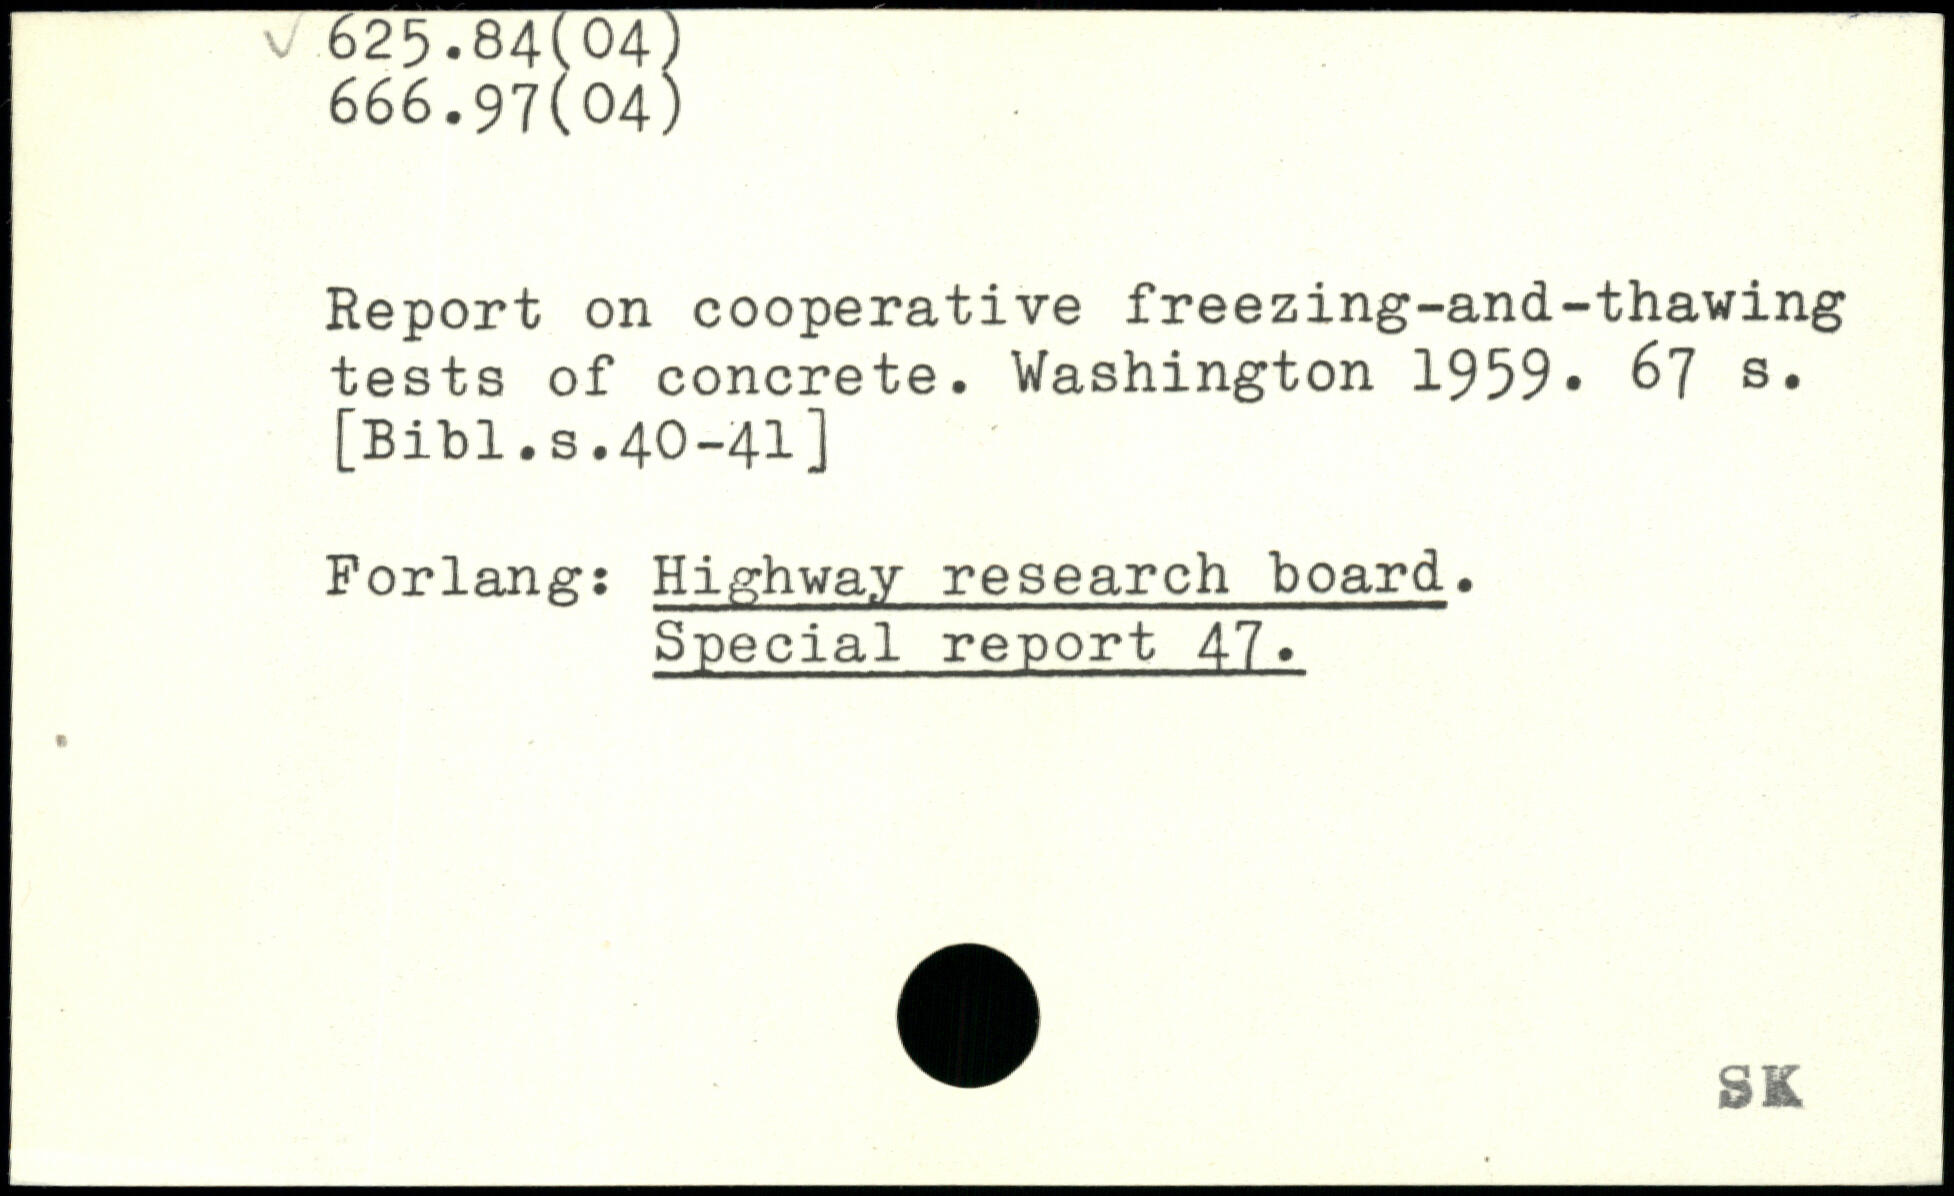 625.84(04)
666.97(04)
Report on cooperative freezing-and-thawing
tests of concrete. Washington 1959. 67 s.
[Bibl.s.40-41]
Forlang: Highway research board.
Special report 47.
SK